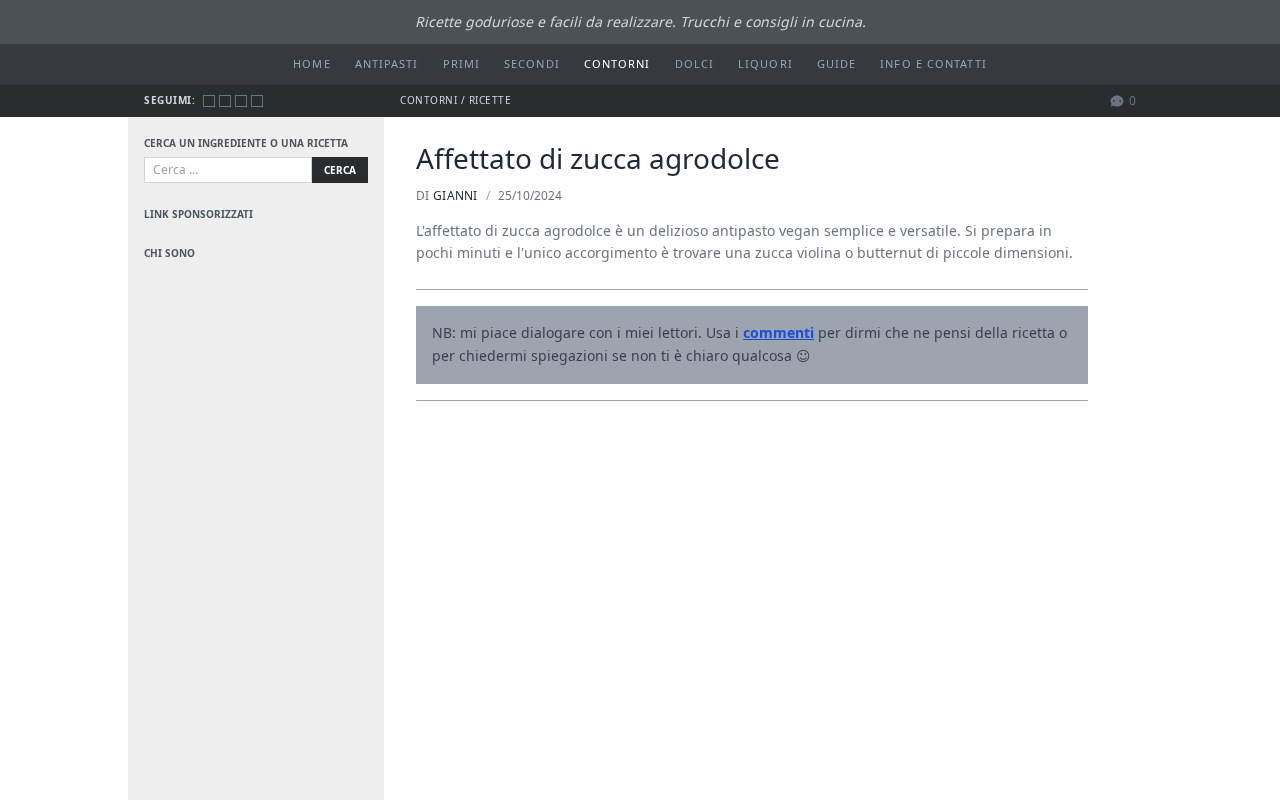 Ricette goduriose e facili da realizzare. Trucchi e consigli in cucina.
HOME ANTIPASTI PRIMI SECONDI CONTORNI DOLCI LIQUORI GUIDE INFO E CONTATTI
SEGUIMI: CONTORNI / RICETTE 0
CERCA UN INGREDIENTE O UNA RICETTA
Cerca ... CERCA
LINK SPONSORIZZATI
CHI SONO
Affettato di zucca agrodolce
DI GIANNI / 25/10/2024
L'affettato di zucca agrodolce è un delizioso antipasto vegan semplice e versatile. Si prepara in
pochi minuti e l'unico accorgimento è trovare una zucca violina o butternut di piccole dimensioni.
NB: mi piace dialogare con i miei lettori. Usa i commenti per dirmi che ne pensi della ricetta o
per chiedermi spiegazioni se non ti è chiaro qualcosa 😉